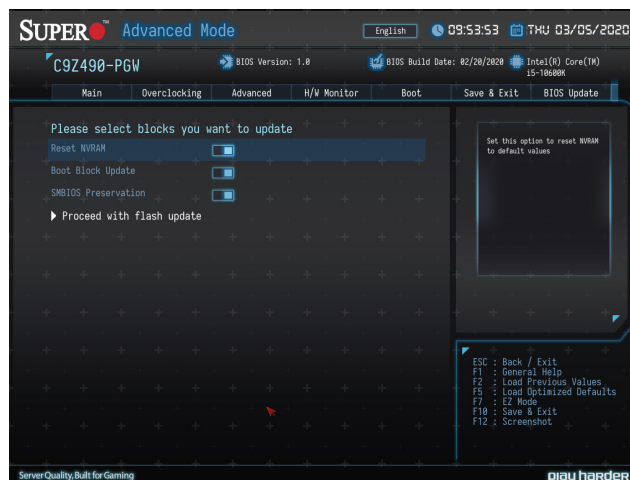 SUPER™ Advanced Mode English 09:53:53 THU 03/05/2020
C9Z490-PGW BIOS Version: 1.0 BIOS Build Date: 02/20/2020 Intel(R) Core(TM)
i5-10600K
Main Overclocking Advanced H/W Monitor Boot Save & Exit BIOS Update
Please select blocks you want to update
Reset NVRAM
Boot Block Update
SMBIOS Preservation
Proceed with flash update
Set this option to reset NVRAM
to default values
ESC : Back / Exit
F1 : General Help
F2 : Load Previous Values
F5 : Load Optimized Defaults
F7 : EZ Mode
F10 : Save & Exit
F12 : Screenshot
Server Quality, Built for Gaming
play harder